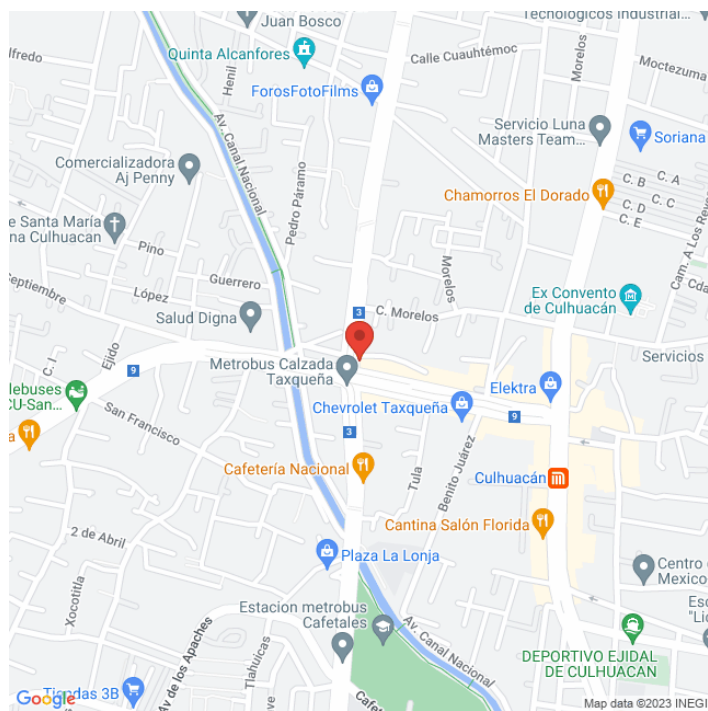 Juan Bosco
Tecnológicos Industrial...
Quinta Alcanfores
Calle Cuauhtémoc
Morelos
Moctezuma
Henil
ForosFotoFilms
Servicio Luna
Masters Team...
Soriana
Av. Canal Nacional
Comercializadora
Aj Penny
Pedro Páramo
C. A
C. B
C. C
C. D
C. E
Chamorros El Dorado
e Santa María
na Culhuacán
Pino
Guerrero
López
Septiembre
Morelos
Cam. A Los Reyes
Cda
Ex Convento
de Culhuacán
3
C. Morelos
Salud Digna
Servicios
Ejido
C. I
9
Metrobus Calzada
Taxqueña
Elektra
Chevrolet Taxqueña
9
lebuses
CU-San...
a
San Francisco
3
Cafetería Nacional
Tula
Benito Juárez
Culhuacán
Cantina Salón Florida
2 de Abril
Plaza La Lonja
Xocotitla
Centro
Mexico
Estacion metrobus
Cafetales
Av de los Apaches
Tlahuicas
Av. Canal Nacional
DEPORTIVO EJIDAL
DE CULHUACAN
Tiendas 3B
Google
Map data ©2023 INEGI